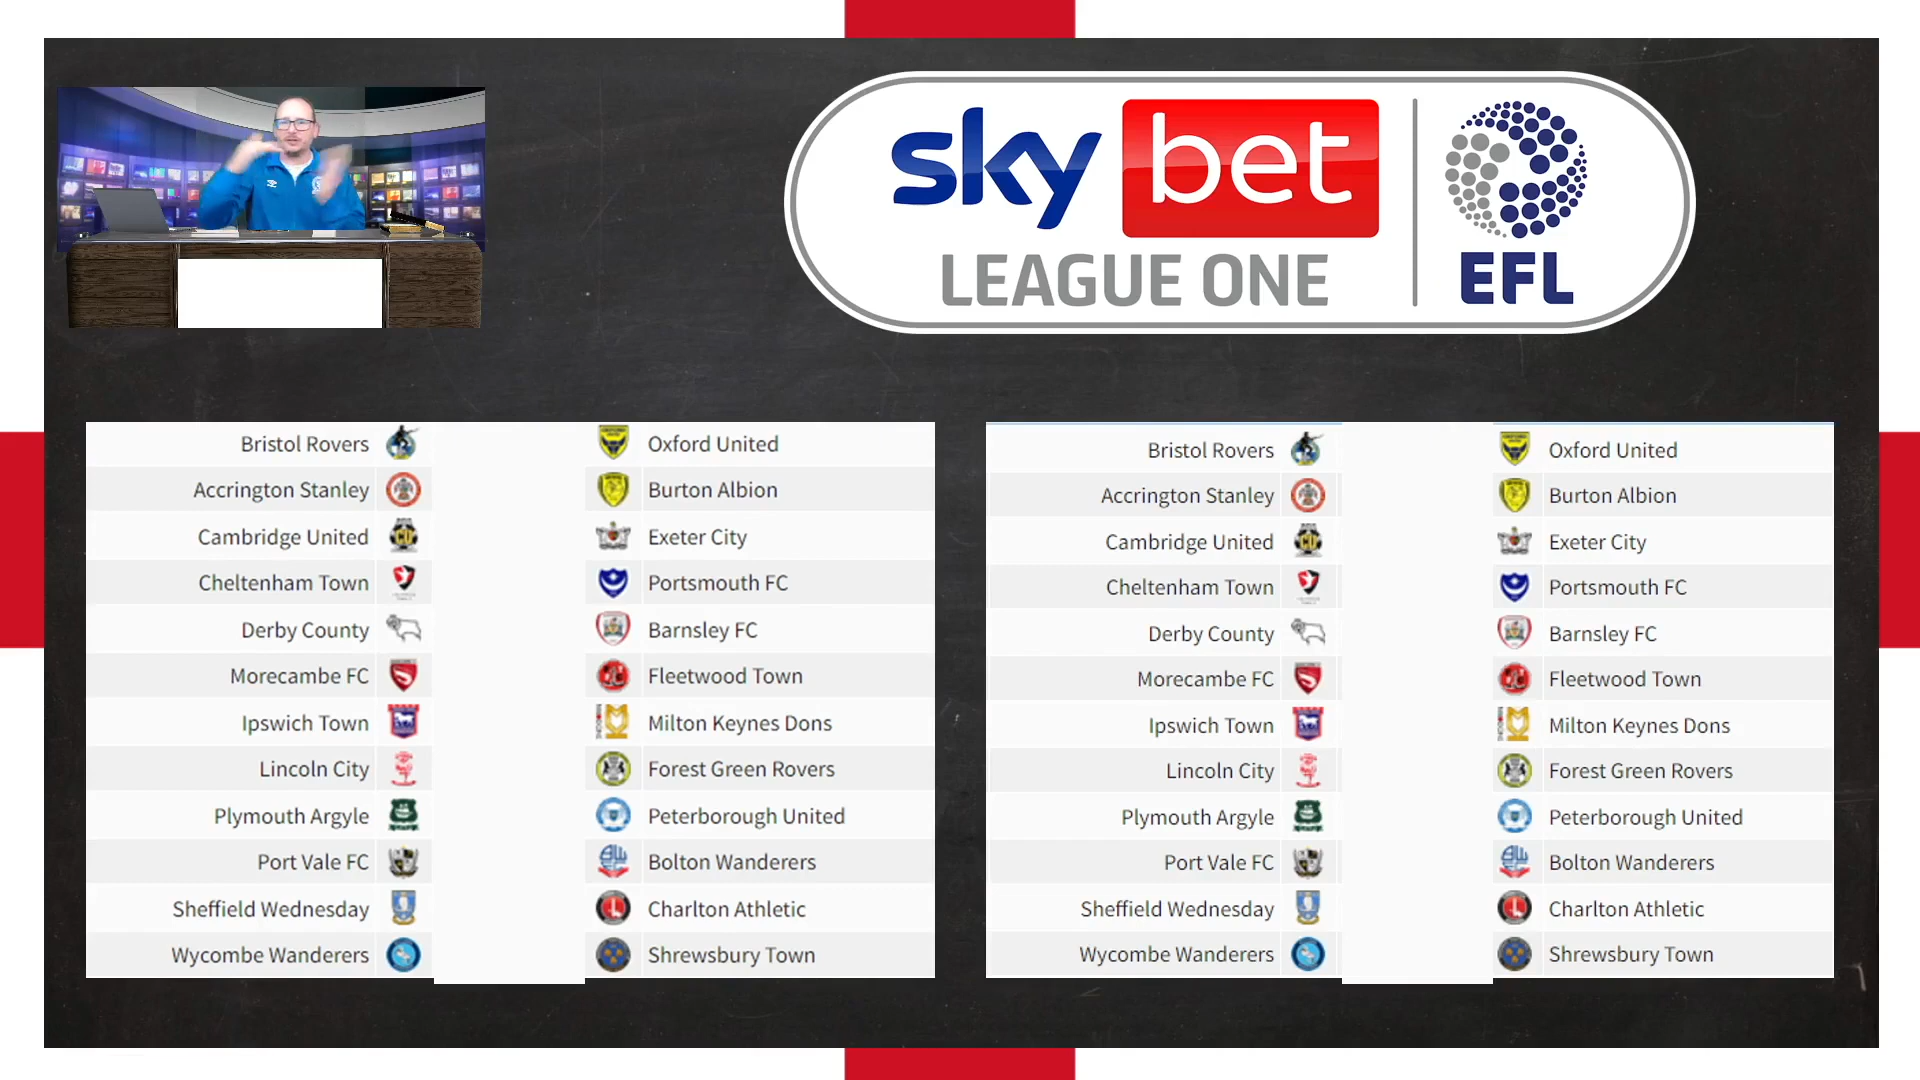 sky bet
LEAGUE ONE
EFL
Bristol Rovers Oxford United
Accrington Stanley Burton Albion
Cambridge United Exeter City
Cheltenham Town Portsmouth FC
Derby County Barnsley FC
Morecambe FC Fleetwood Town
Ipswich Town Milton Keynes Dons
Lincoln City Forest Green Rovers
Plymouth Argyle Peterborough United
Port Vale FC Bolton Wanderers
Sheffield Wednesday Charlton Athletic
Wycombe Wanderers Shrewsbury Town
Bristol Rovers Oxford United
Accrington Stanley Burton Albion
Cambridge United Exeter City
Cheltenham Town Portsmouth FC
Derby County Barnsley FC
Morecambe FC Fleetwood Town
Ipswich Town Milton Keynes Dons
Lincoln City Forest Green Rovers
Plymouth Argyle Peterborough United
Port Vale FC Bolton Wanderers
Sheffield Wednesday Charlton Athletic
Wycombe Wanderers Shrewsbury Town